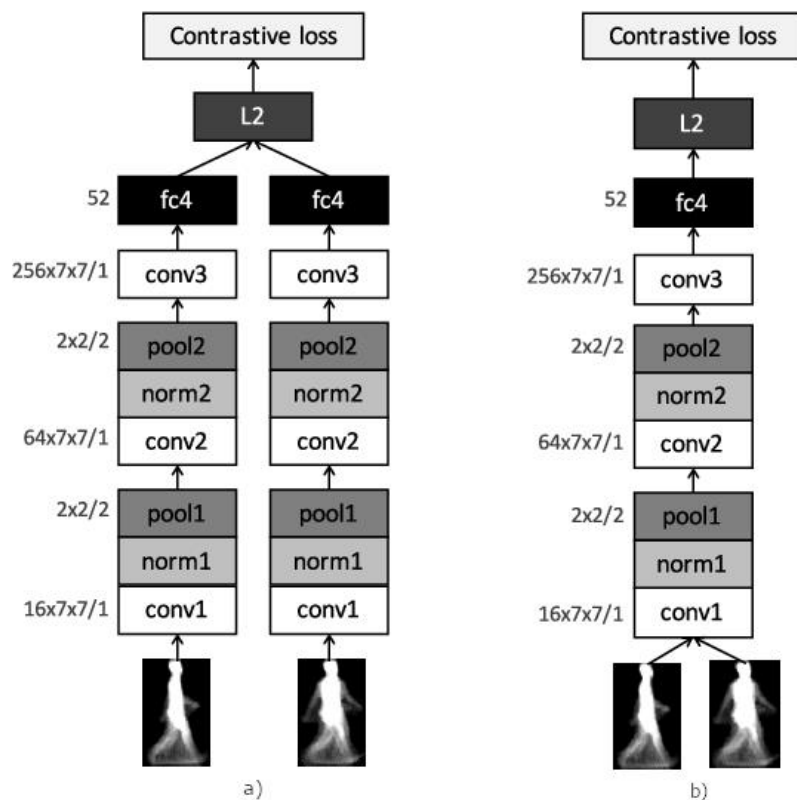 Contrastive loss
L2
52 fc4 fc4
256x7x7/1 conv3 conv3
2x2/2 pool2 pool2
norm2 norm2
64x7x7/1 conv2 conv2
2x2/2 pool1 pool1
norm1 norm1
16x7x7/1 conv1 conv1
a)
Contrastive loss
L2
52 fc4
256x7x7/1 conv3
2x2/2 pool2
norm2
64x7x7/1 conv2
2x2/2 pool1
norm1
16x7x7/1 conv1
b)